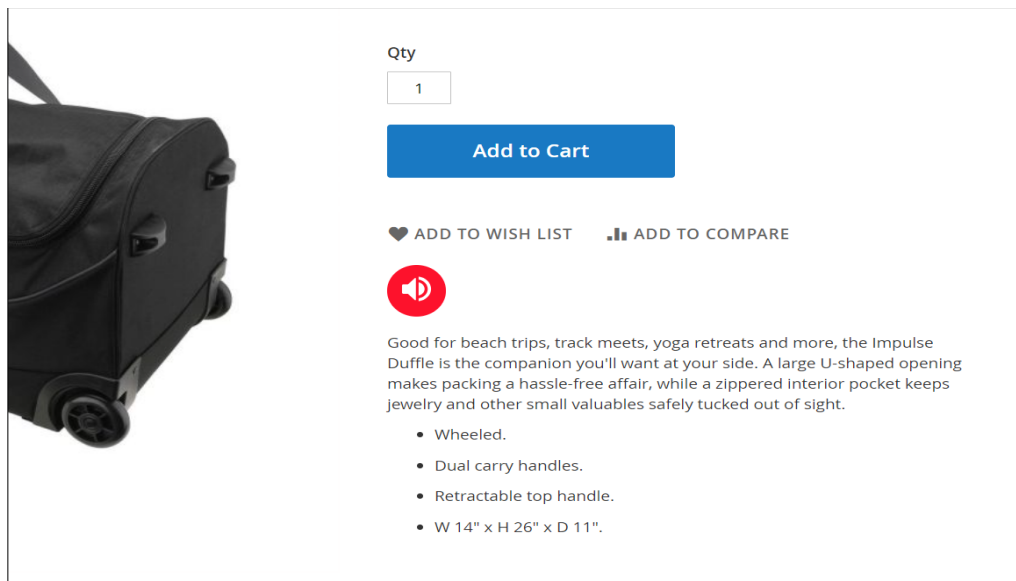 Qty
1
Add to Cart
ADD TO WISH LIST
ADD TO COMPARE
Good for beach trips, track meets, yoga retreats and more, the Impulse
Duffle is the companion you'll want at your side. A large U-shaped opening
makes packing a hassle-free affair, while a zippered interior pocket keeps
jewelry and other small valuables safely tucked out of sight.
Wheeled.
Dual carry handles.
Retractable top handle.
W 14" x H 26" x D 11".